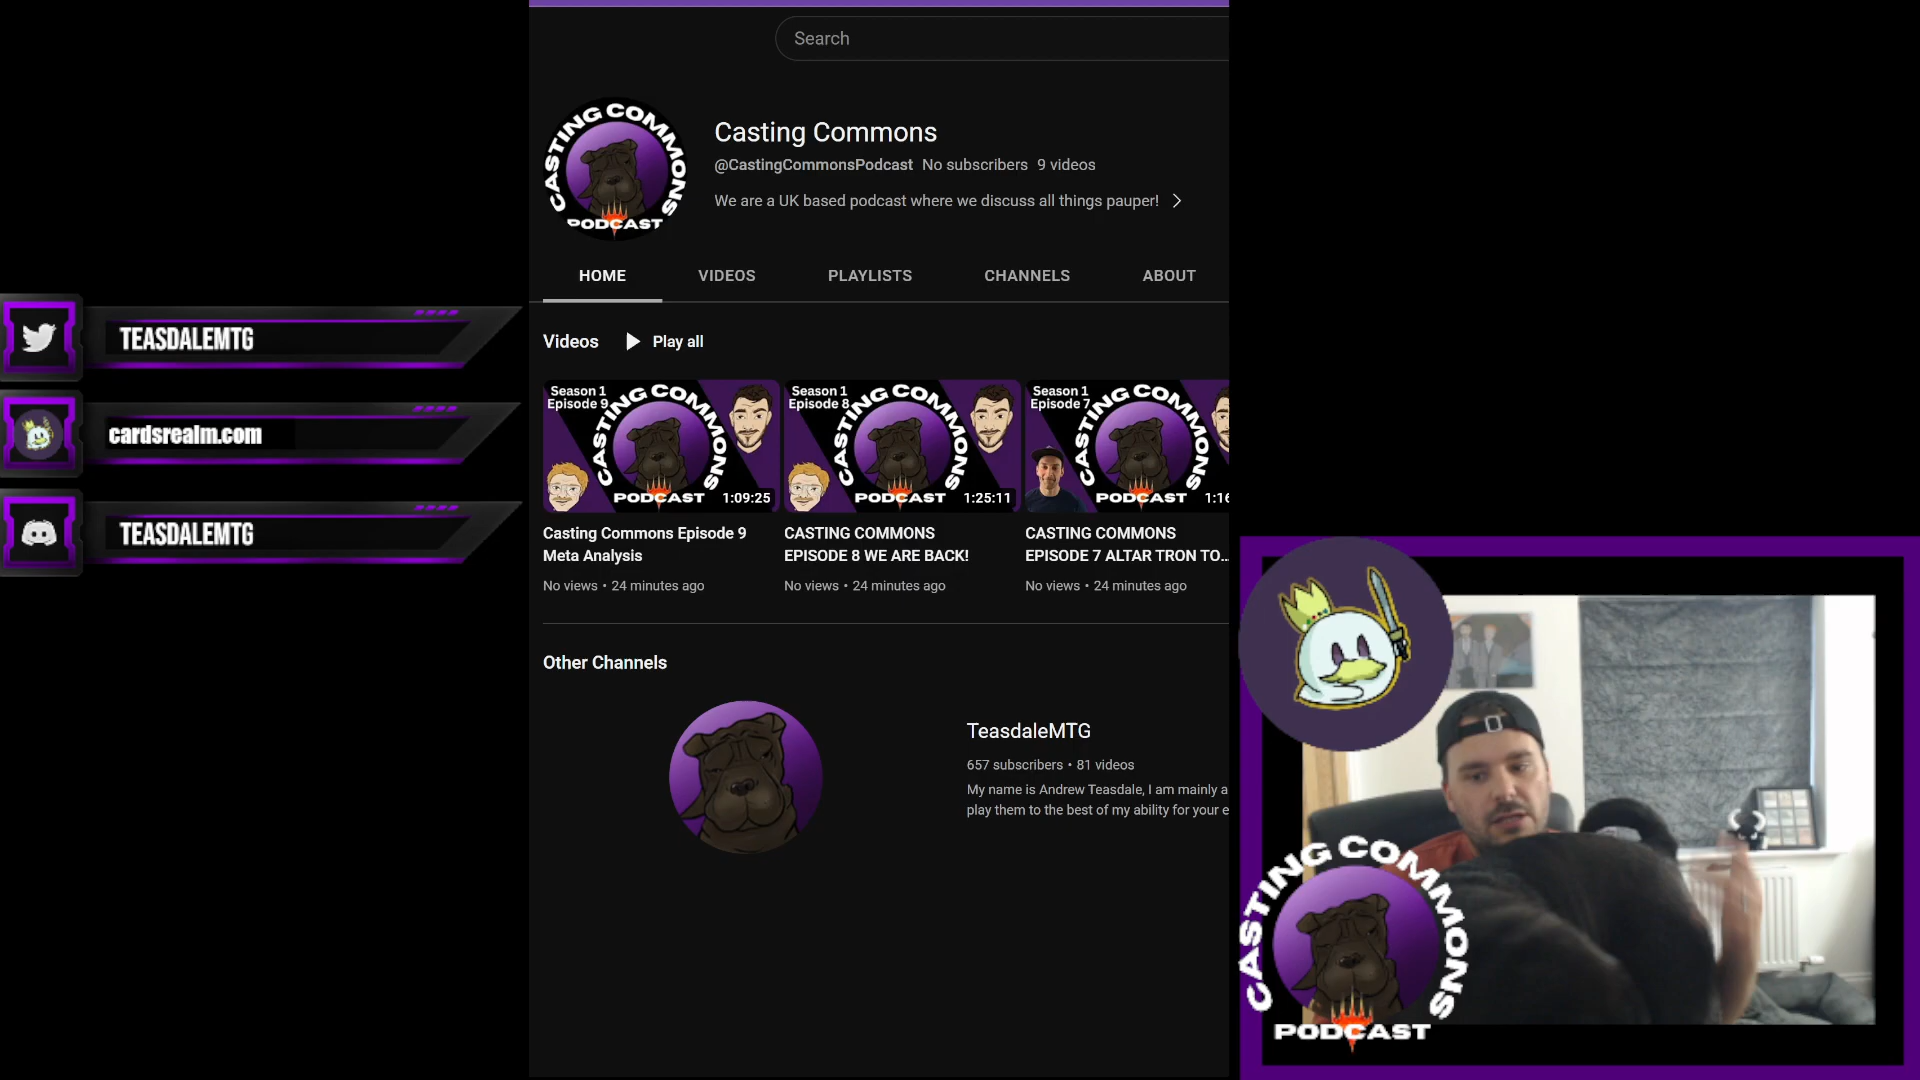 Search
CASTING COMMONS
PODCAST
Casting Commons
@CastingCommonsPodcast No subscribers 9 videos
We are a UK based podcast where we discuss all things pauper!
HOME VIDEOS PLAYLISTS CHANNELS ABOUT
Videos Play all
Season 1
Episode 9
CASTING COMMONS
PODCAST
1:09:25
Season 1
Episode 8
CASTING COMMONS
PODCAST
1:25:11
Season 1
Episode 7
CASTING COMMONS
PODCAST
1:16
Casting Commons Episode 9
Meta Analysis
No views • 24 minutes ago
CASTING COMMONS
EPISODE 8 WE ARE BACK!
No views • 24 minutes ago
CASTING COMMONS
EPISODE 7 ALTAR TRON TO...
No views • 24 minutes ago
Other Channels
TeasdaleMTG
657 subscribers • 81 videos
My name is Andrew Teasdale, I am mainly a
play them to the best of my ability for your e
TEASDALEMTG
cardsrealm.com
TEASDALEMTG
CASTING COMMONS
PODCAST